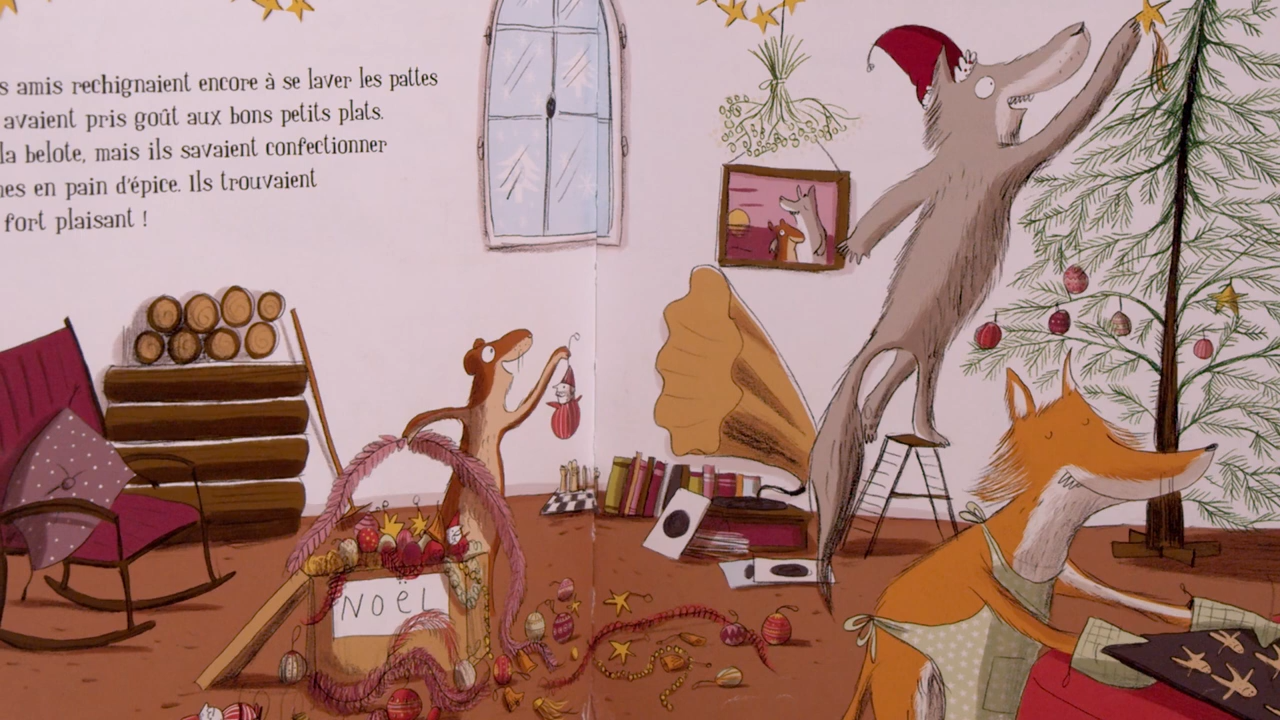 s amis rechignaient encore à se laver les pattes
avaient pris goût aux bons petits plats.
la belote, mais ils savaient confectionner
nes en pain d'épice. Ils trouvaient
fort plaisant !
Noel